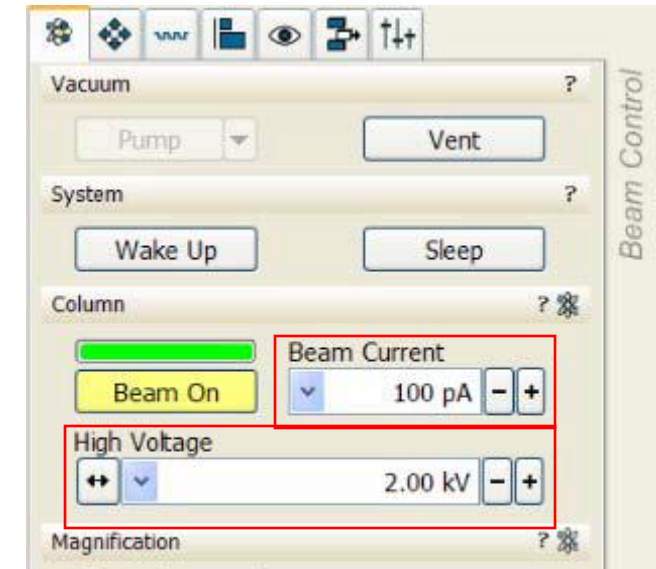 Vacuum ?
Pump Vent
System ?
Wake Up Sleep
Column ?
Beam Current
Beam On 100 pA - +
High Voltage
2.00 kV - +
Magnification ?
Beam Control